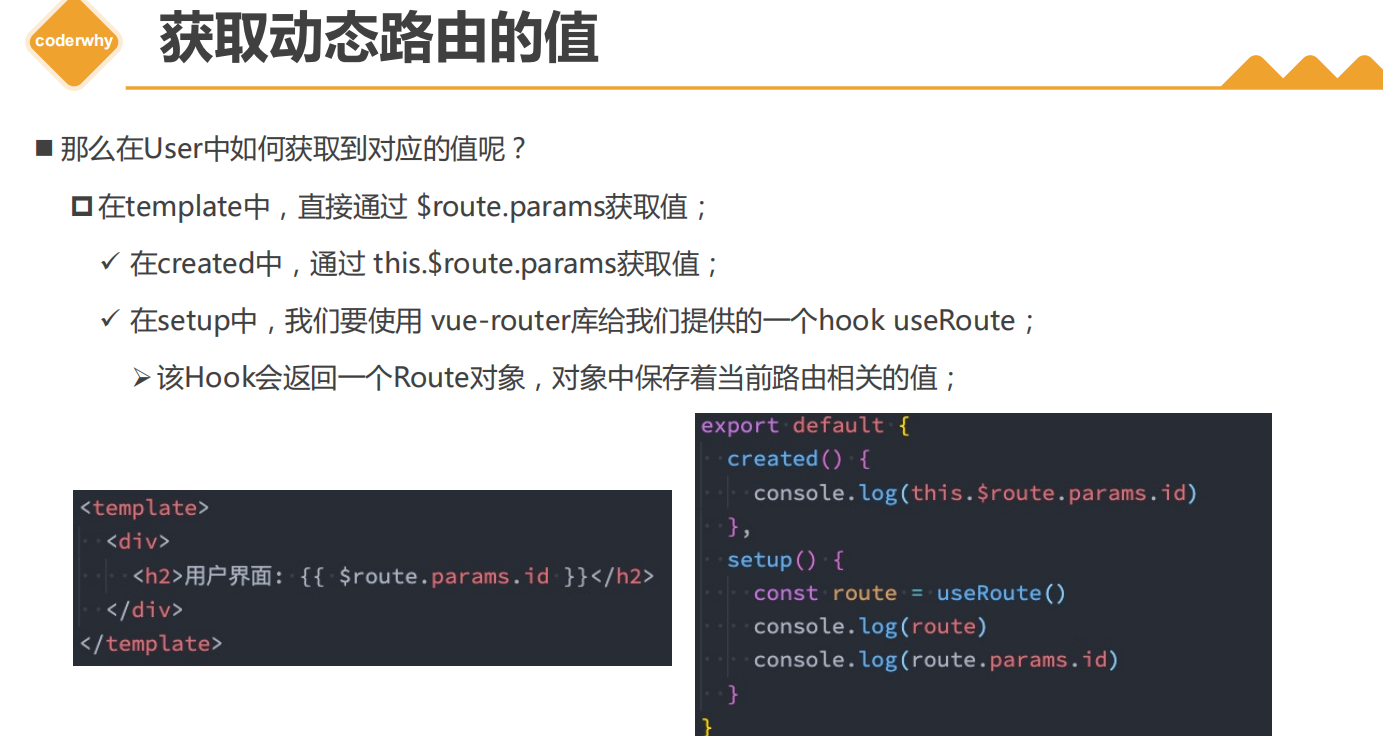 coderwhy
获取动态路由的值
那么在User中如何获取到对应的值呢？
在template中，直接通过 $route.params获取值；
在created中，通过 this.$route.params获取值；
在setup中，我们要使用 vue-router库给我们提供的一个hook useRoute；
该Hook会返回一个Route对象，对象中保存着当前路由相关的值；
<template>
<div>
<h2>用户界面: {{ $route.params.id }}</h2>
</div>
</template>
export default {
created() {
console.log(this.$route.params.id)
},
setup() {
const route = useRoute()
console.log(route)
console.log(route.params.id)
}
}